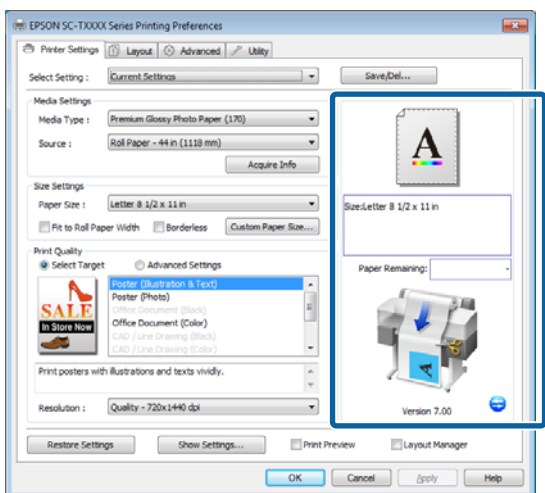 EPSON SC-TXXXX Series Printing Preferences
Printer Settings Layout Advanced Utility
Select Setting : Current Settings Save/Del...
Media Settings
Media Type : Premium Glossy Photo Paper (170)
Source : Roll Paper - 44 in (1118 mm)
Acquire Info
Size Settings
Paper Size : Letter 8 1/2 x 11 in
Fit to Roll Paper Width Borderless Custom Paper Size...
Print Quality
Select Target Advanced Settings
SALE
In Store Now
Poster (Illustration & Text)
Poster (Photo)
Office Document (Black)
Office Document (Color)
CAD / Line Drawing (Black)
CAD / Line Drawing (Color)
Print posters with illustrations and texts vividly.
Resolution : Quality - 720x1440 dpi
A
Size:Letter 8 1/2 x 11 in
Paper Remaining: -
A
Version 7.00
Restore Settings Show Settings... Print Preview Layout Manager
OK Cancel Apply Help